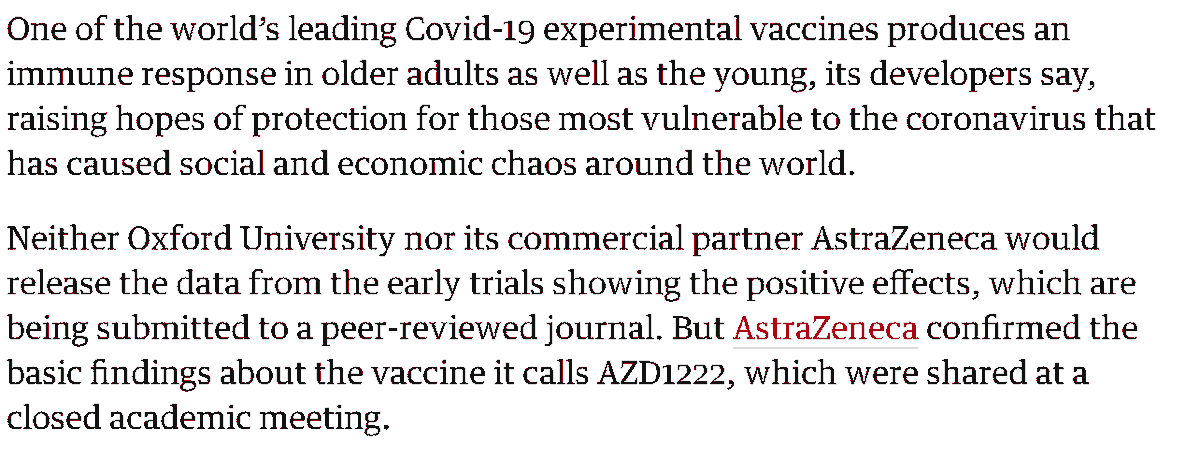 One of the world’s leading Covid-19 experimental vaccines produces an
immune response in older adults as well as the young, its developers say,
raising hopes of protection for those most vulnerable to the coronavirus that
has caused social and economic chaos around the world.
Neither Oxford University nor its commercial partner AstraZeneca would
release the data from the early trials showing the positive effects, which are
being submitted to a peer-reviewed journal. But AstraZeneca confirmed the
basic findings about the vaccine it calls AZD1222, which were shared at a
closed academic meeting.